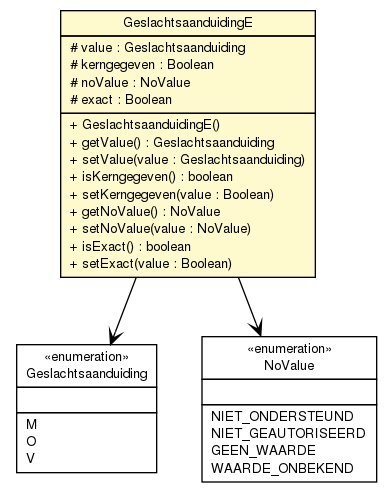 GeslachtsaanduidingE
# value : Geslachtsaanduiding
# kerngegeven : Boolean
# noValue : NoValue
# exact : Boolean
+ GeslachtsaanduidingE()
+ getValue() : Geslachtsaanduiding
+ setValue(value : Geslachtsaanduiding)
+ isKerngegeven() : boolean
+ setKerngegeven(value : Boolean)
+ getNoValue() : NoValue
+ setNoValue(value : NoValue)
+ isExact() : boolean
+ setExact(value : Boolean)
«enumeration»
Geslachtsaanduiding
M
O
V
«enumeration»
NoValue
NIET_ONDERSTEUND
NIET_GEAUTORISEERD
GEEN_WAARDE
WAARDE_ONBEKEND